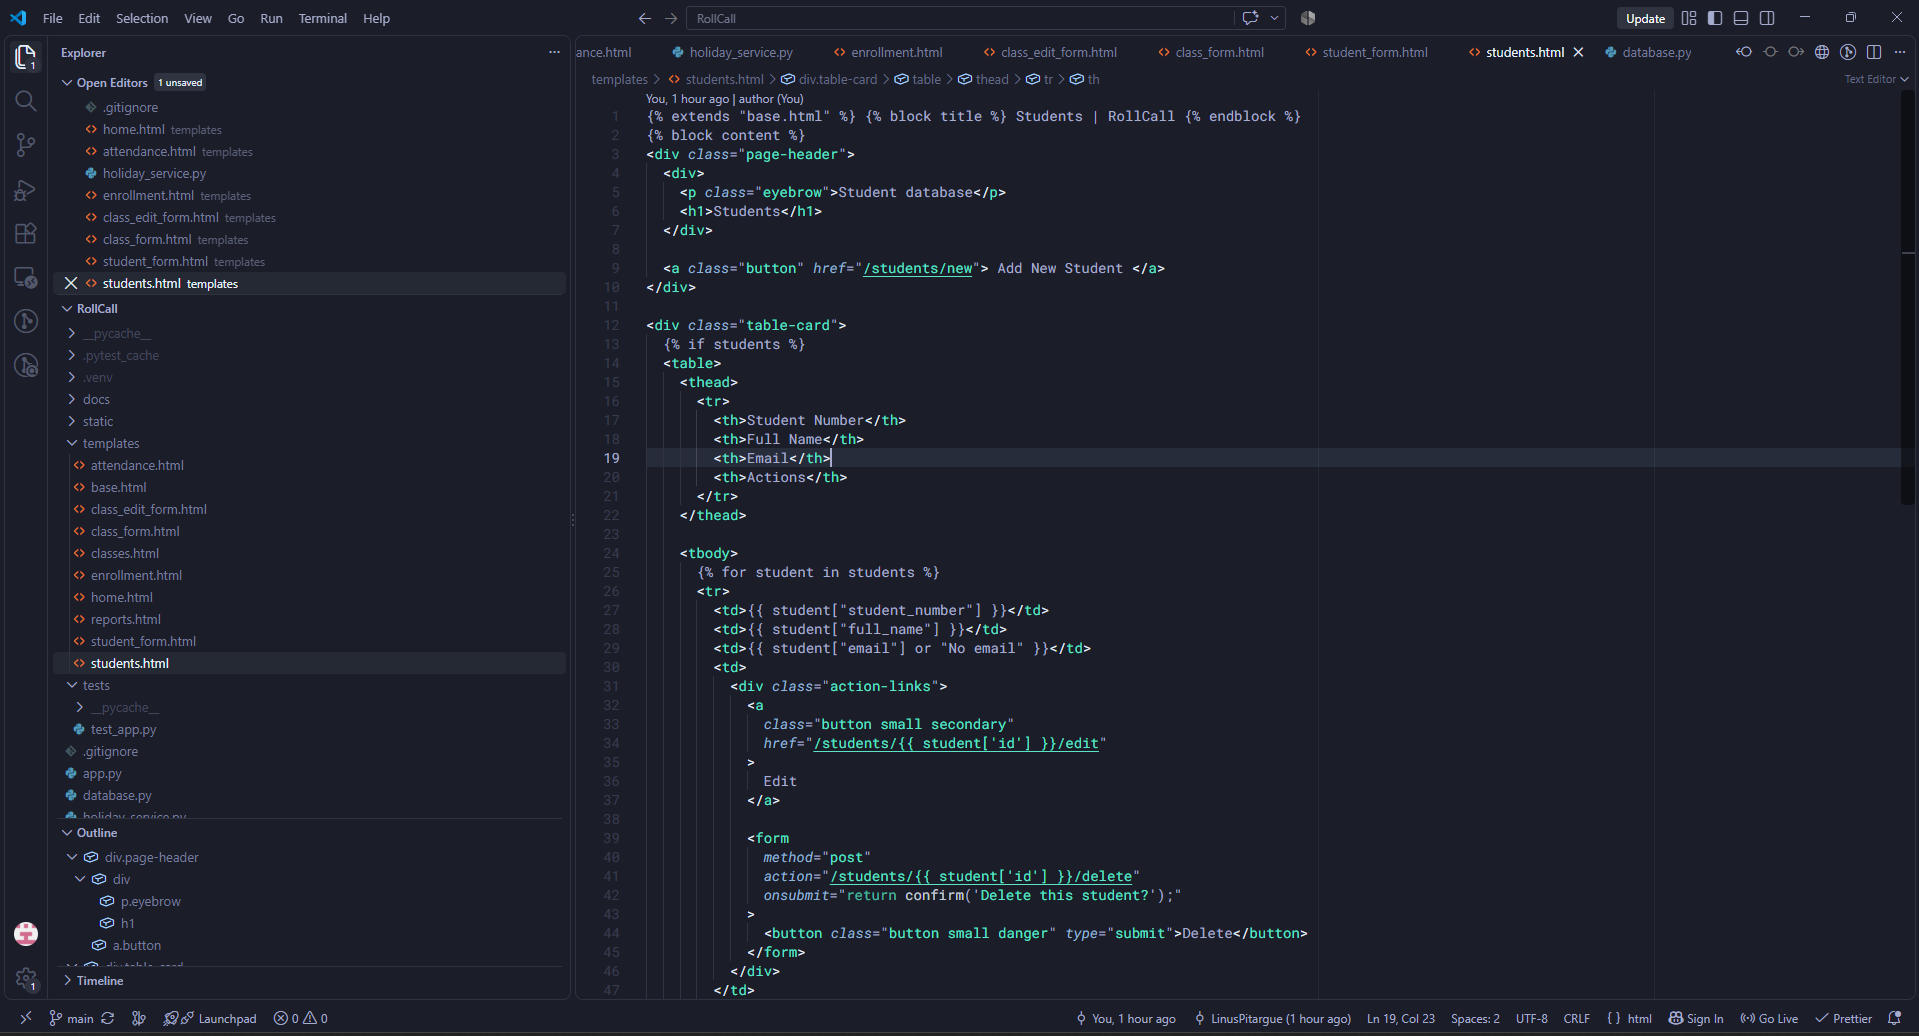 File Edit Selection View Go Run Terminal Help
RollCall
Update
Explorer
Open Editors 1 unsaved
.gitignore
home.html templates
attendance.html templates
holiday_service.py
enrollment.html templates
class_edit_form.html templates
class_form.html templates
student_form.html templates
students.html templates
RollCall
__pycache__
.pytest_cache
.venv
docs
static
templates
attendance.html
base.html
class_edit_form.html
class_form.html
classes.html
enrollment.html
home.html
reports.html
student_form.html
students.html
tests
__pycache__
test_app.py
.gitignore
app.py
database.py
holiday_service.py
Outline
div.page-header
div
p.eyebrow
h1
a.button
div.table-card
Timeline
1
1
ance.html holiday_service.py enrollment.html class_edit_form.html class_form.html student_form.html students.html database.py
templates > students.html > div.table-card > table > thead > tr > th
Text Editor
You, 1 hour ago | author (You)
1 {% extends "base.html" %} {% block title %} Students | RollCall {% endblock %}
2 {% block content %}
3 <div class="page-header">
4 <div>
5 <p class="eyebrow">Student database</p>
6 <h1>Students</h1>
7 </div>
8
9 <a class="button" href="/students/new"> Add New Student </a>
10 </div>
11
12 <div class="table-card">
13 {% if students %}
14 <table>
15 <thead>
16 <tr>
17 <th>Student Number</th>
18 <th>Full Name</th>
19 <th>Email</th>
20 <th>Actions</th>
21 </tr>
22 </thead>
23
24 <tbody>
25 {% for student in students %}
26 <tr>
27 <td>{{ student["student_number"] }}</td>
28 <td>{{ student["full_name"] }}</td>
29 <td>{{ student["email"] or "No email" }}</td>
30 <td>
31 <div class="action-links">
32 <a
33 class="button small secondary"
34 href="/students/{{ student['id'] }}/edit"
35 >
36 Edit
37 </a>
38
39 <form
40 method="post"
41 action="/students/{{ student['id'] }}/delete"
42 onsubmit="return confirm('Delete this student?');"
43 >
44 <button class="button small danger" type="submit">Delete</button>
45 </form>
46 </div>
47 </td>
main Launchpad 0 0 You, 1 hour ago LinusPitargue (1 hour ago) Ln 19, Col 23 Spaces: 2 UTF-8 CRLF { } html Sign In Go Live Prettier